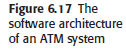 Figure 6.17 The
software architecture
of an ATM system